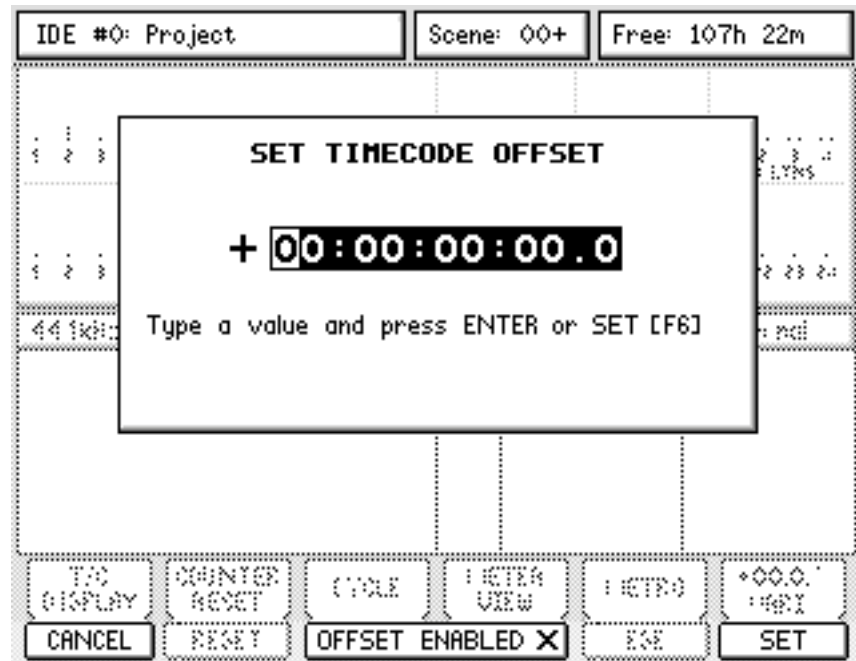 IDE #0: Project
Scene: 00+
Free: 107h 22m
SET TIMECODE OFFSET
+ 00:00:00:00.0
Type a value and press ENTER or SET [F6]
T/C DISPLAY
COUNTER RESET
CYCLE
METER VIEW
METRO
CANCEL
RESET
OFFSET ENABLED X
SET